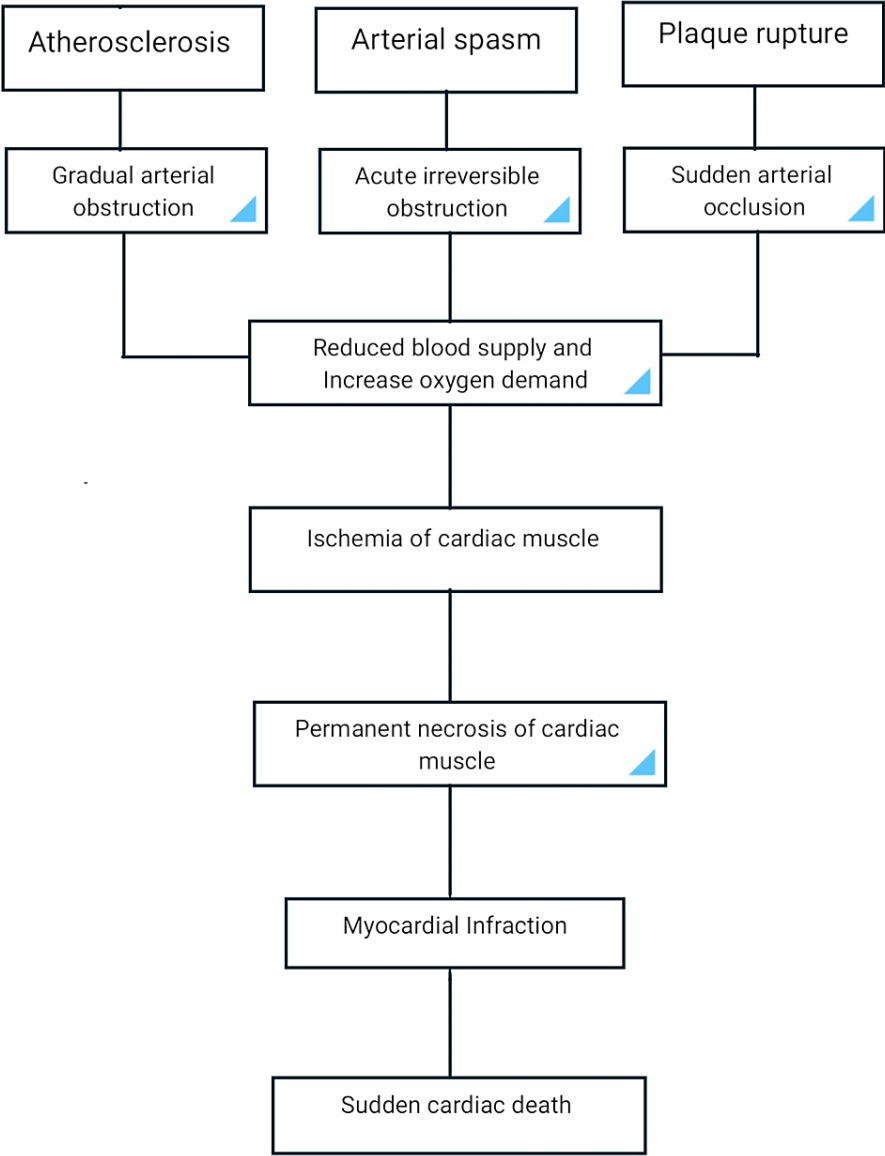 Atherosclerosis
Arterial spasm
Plaque rupture
Gradual arterial
obstruction
Acute irreversible
obstruction
Sudden arterial
occlusion
Reduced blood supply and
Increase oxygen demand
Ischemia of cardiac muscle
Permanent necrosis of cardiac
muscle
Myocardial Infraction
Sudden cardiac death